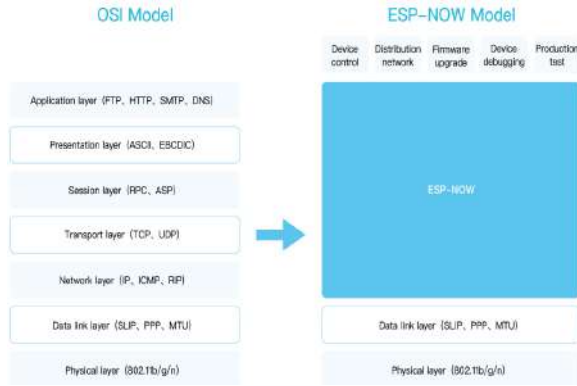 OSI Model
ESP-NOW Model
Device control
Distribution network
Firmware upgrade
Device debugging
Production test
Application layer (FTP、HTTP、SMTP、DNS)
Presentation layer (ASCII、EBCDIC)
Session layer (RPC、ASP)
Transport layer (TCP、UDP)
Network layer (IP、ICMP、RIP)
Data link layer (SLIP、PPP、MTU)
Physical layer (802.11b/g/n)
ESP-NOW
Data link layer (SLIP、PPP、MTU)
Physical layer (802.11b/g/n)